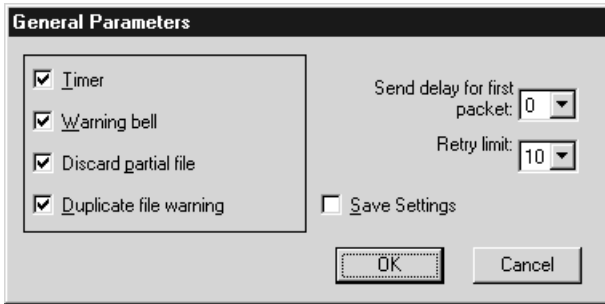 General Parameters
Timer
Warning bell
Discard partial file
Duplicate file warning
Send delay for first
packet: 0
Retry limit: 10
Save Settings
OK Cancel